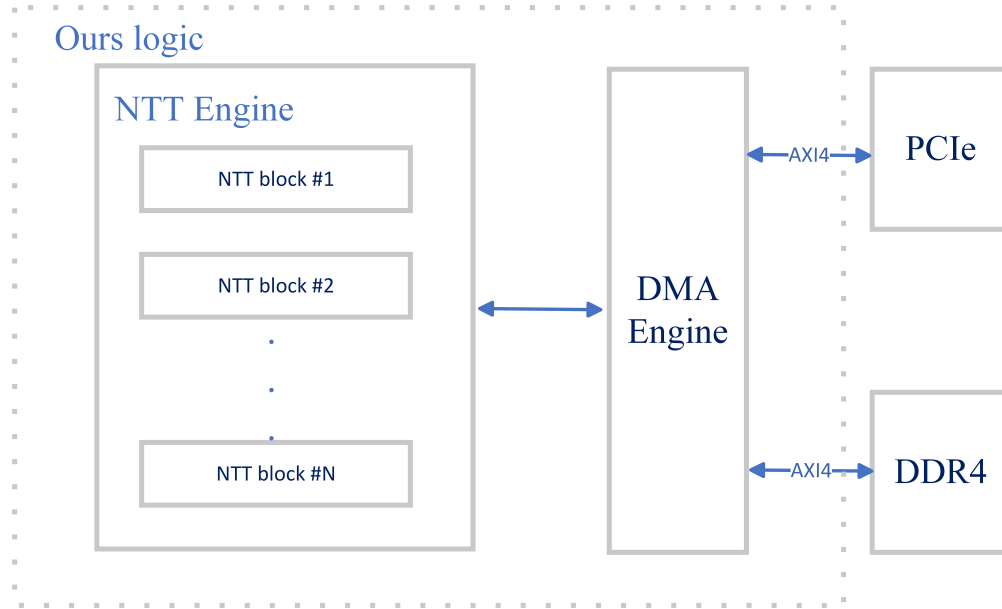 Ours logic
NTT Engine
NTT block #1
NTT block #2
NTT block #N
DMA
Engine
AXI4
PCIe
AXI4
DDR4